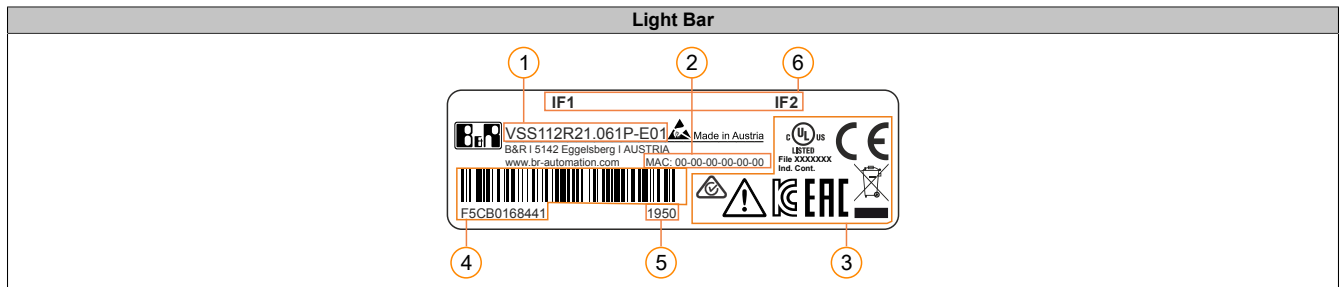 Light Bar
1
2
6
IF1 IF2
B&R VSS112R21.061P-E01 Made in Austria
B&R I 5142 Eggelsberg I AUSTRIA
www.br-automation.com MAC: 00-00-00-00-00-00
C UL US
LISTED
File XXXXXXX
Ind. Cont.
CE
EAC
F5CB0168441 1950
4
5
3